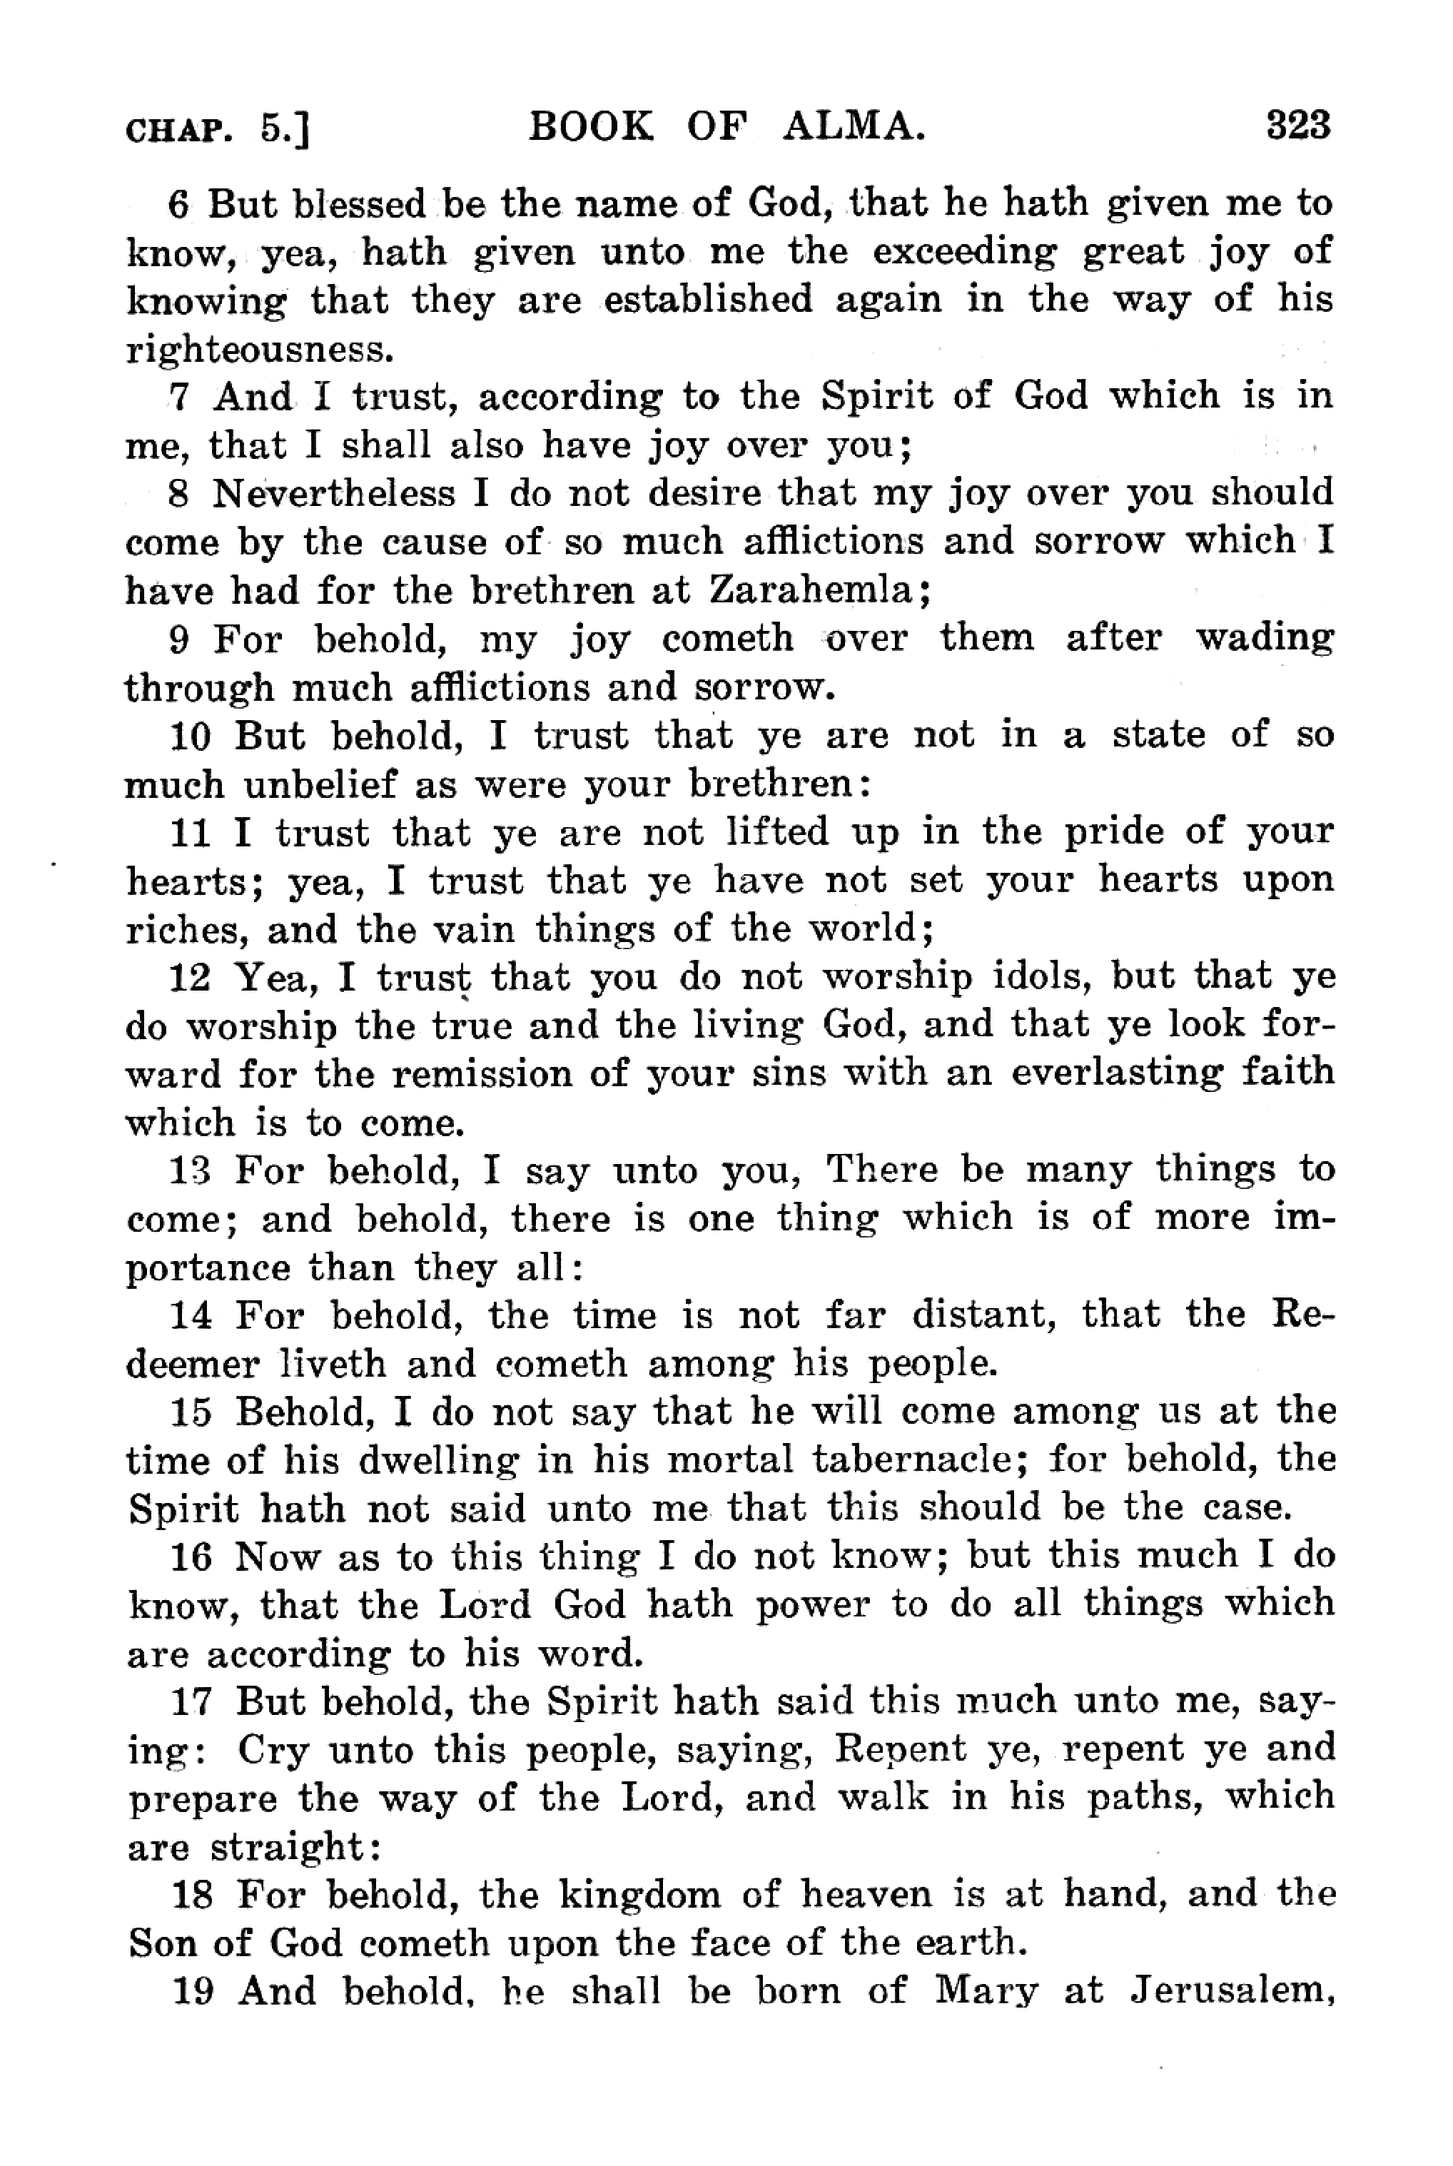 CHAP. 5.] BOOK OF ALMA. 323
6 But blessed be the name of God, that he hath given me to
know, yea, hath given unto me the exceeding great joy of
knowing that they are established again in the way of his
righteousness.
7 And I trust, according to the Spirit of God which is in
me, that I shall also have joy over you;
8 Nevertheless I do not desire that my joy over you should
come by the cause of so much afflictions and sorrow which I
have had for the brethren at Zarahemla;
9 For behold, my joy cometh over them after wading
through much afflictions and sorrow.
10 But behold, I trust that ye are not in a state of so
much unbelief as were your brethren:
11 I trust that ye are not lifted up in the pride of your
hearts; yea, I trust that ye have not set your hearts upon
riches, and the vain things of the world;
12 Yea, I trust that you do not worship idols, but that ye
do worship the true and the living God, and that ye look for-
ward for the remission of your sins with an everlasting faith
which is to come.
13 For behold, I say unto you, There be many things to
come; and behold, there is one thing which is of more im-
portance than they all:
14 For behold, the time is not far distant, that the Re-
deemer liveth and cometh among his people.
15 Behold, I do not say that he will come among us at the
time of his dwelling in his mortal tabernacle; for behold, the
Spirit hath not said unto me that this should be the case.
16 Now as to this thing I do not know; but this much I do
know, that the Lord God hath power to do all things which
are according to his word.
17 But behold, the Spirit hath said this much unto me, say-
ing: Cry unto this people, saying, Repent ye, repent ye and
prepare the way of the Lord, and walk in his paths, which
are straight:
18 For behold, the kingdom of heaven is at hand, and the
Son of God cometh upon the face of the earth.
19 And behold, he shall be born of Mary at Jerusalem,